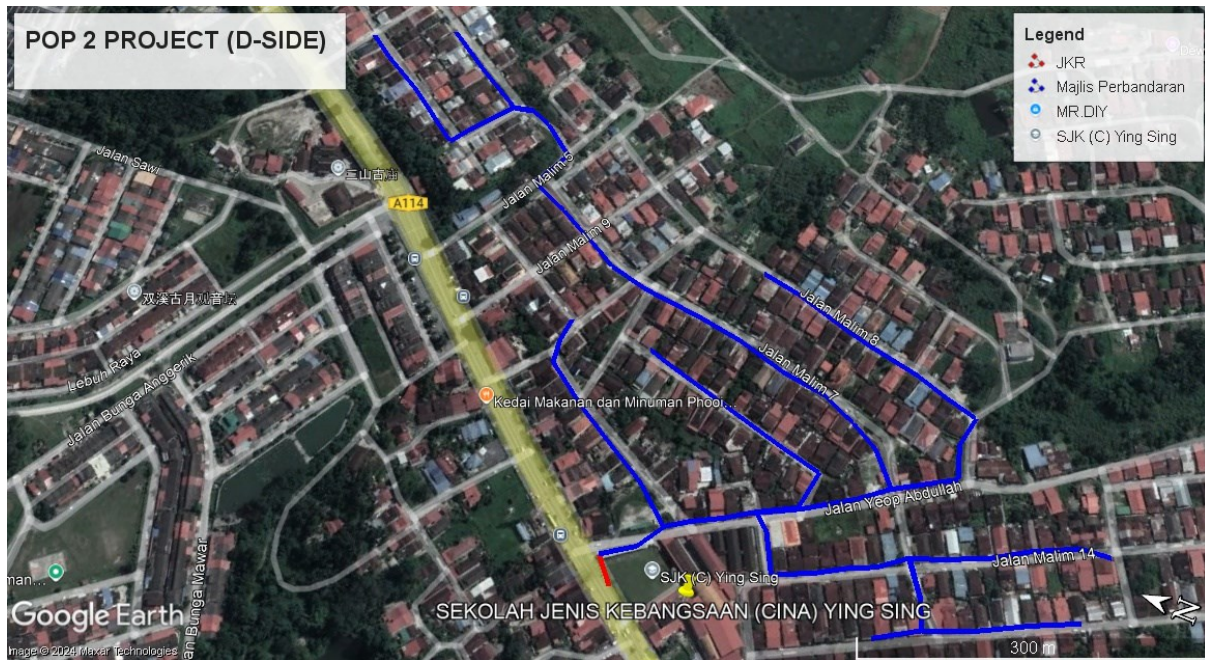 POP 2 PROJECT (D-SIDE)
Legend
JKR
Majlis Perbandaran
MR.DIY
SJK (C) Ying Sing
Jalan Sawi
三山古庙
A114
Jalan Malim 5
Jalan Malim 9
双溪古月观音坛
Lebuh Raya
Jalan Bunga Anggerik
Jalan Malim 8
Jalan Malim 7
Kedai Makanan dan Minuman Phooi...
Jalan Yeop Abdullah
Jalan Malim 14
SJK (C) Ying Sing
SEKOLAH JENIS KEBANGSAAN (CINA) YING SING
man...
Jalan Bunga Mawar
Google Earth
Image © 2024 Maxar Technologies
300 m
N